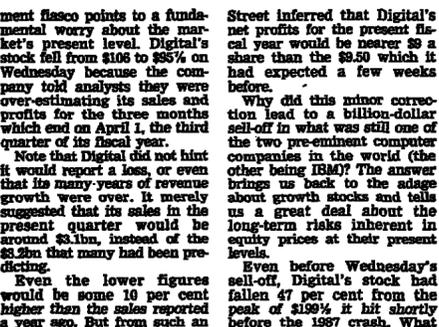 ment fiasco points to a funda-
mental worry about the mar-
ket's present level. Digital's
stock fell from $106 to $95⅞ on
Wednesday because the com-
pany told analysts they were
over-estimating its sales and
profits for the three months
which end on April 1, the third
quarter of its fiscal year.
Note that Digital did not hint
it would report a loss, or even
that its many-years of revenue
growth were over. It merely
suggested that its sales in the
present quarter would be
around $3.1bn, instead of the
$3.2bn that many had been pre-
dicting.
Even the lower figures
would be some 10 per cent
higher than the sales reported
a year ago. But from such an
Street inferred that Digital's
net profits for the present fis-
cal year would be nearer $9 a
share than the $9.50 which it
had expected a few weeks
before.
Why did this minor correc-
tion lead to a billion-dollar
sell-off in what was still one of
the two pre-eminent computer
companies in the world (the
other being IBM)? The answer
brings us back to the adage
about growth stocks and tells
us a great deal about the
long-term risks inherent in
equity prices at their present
levels.
Even before Wednesday's
sell-off, Digital's stock had
fallen 47 per cent from the
peak of $199½ it hit shortly
before the 1987 crash. What